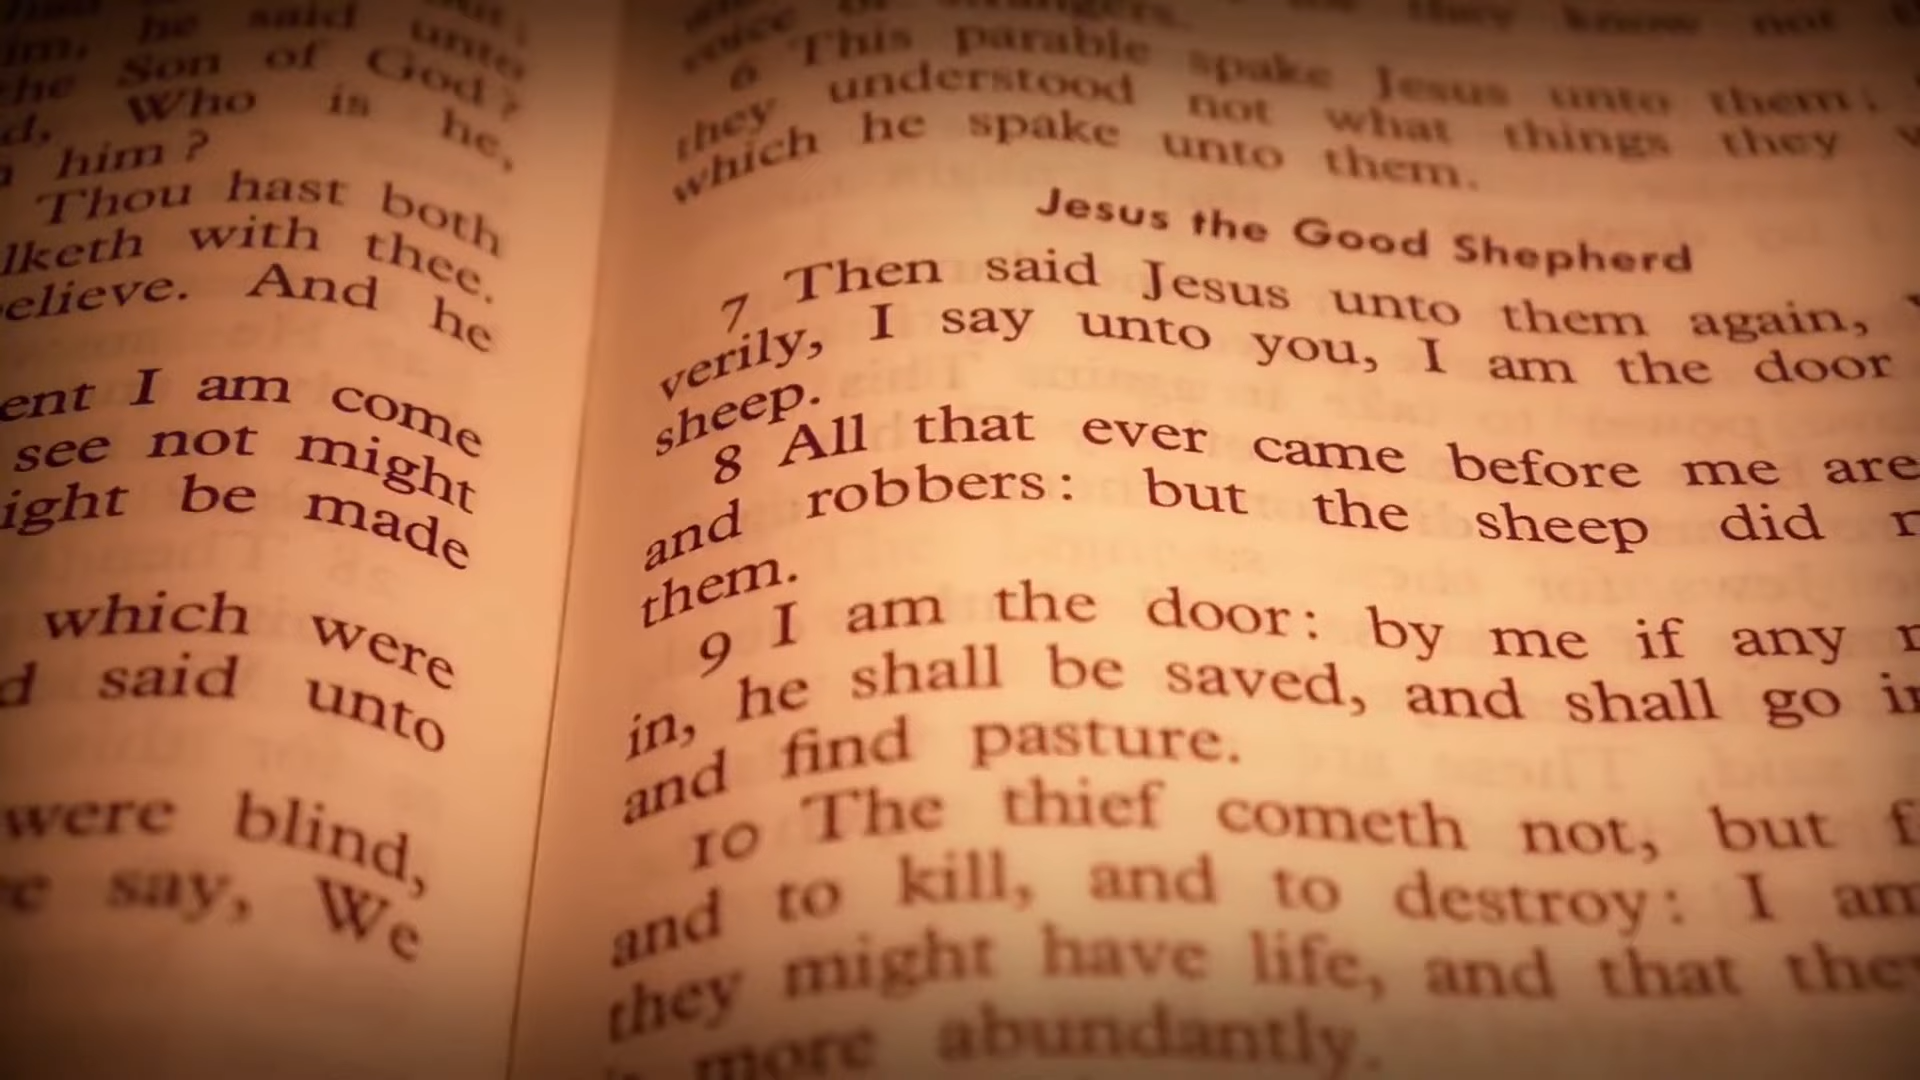 he said unto
the Son of God?
Who is he,
him?
Thou hast both
lketh with thee.
elieve. And he
ent I am come
see not might
ight be made
which were
d said unto
were blind,
say, We
they know not
6 This parable spake Jesus unto them:
they understood not what things they
which he spake unto them.
Jesus the Good Shepherd
7 Then said Jesus unto them again,
verily, I say unto you, I am the door
sheep.
8 All that ever came before me are
and robbers: but the sheep did
them.
9 I am the door: by me if any
in, he shall be saved, and shall go
and find pasture.
10 The thief cometh not, but
and to kill, and to destroy: I am
they might have life, and that they
more abundantly.